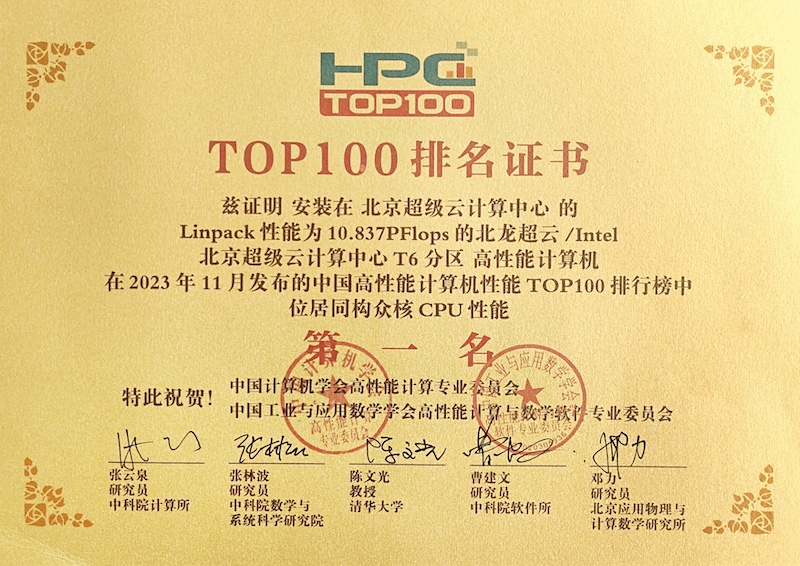 HPC
TOP100
TOP100排名证书
兹证明 安装在 北京超级云计算中心 的
Linpack 性能为 10.837PFlops 的北龙超云 /Intel
北京超级云计算中心 T6 分区 高性能计算机
在 2023 年 11 月发布的中国高性能计算机性能 TOP100 排行榜中
位居同构众核 CPU 性能
第一名
特此祝贺！
中国计算机学会高性能计算专业委员会
中国工业与应用数学学会高性能计算与数学软件专业委员会
张云泉
研究员
中科院计算所
张林波
研究员
中科院数学与
系统科学研究院
陈文光
教授
清华大学
曹建文
研究员
中科院软件所
邓力
研究员
北京应用物理与
计算数学研究所